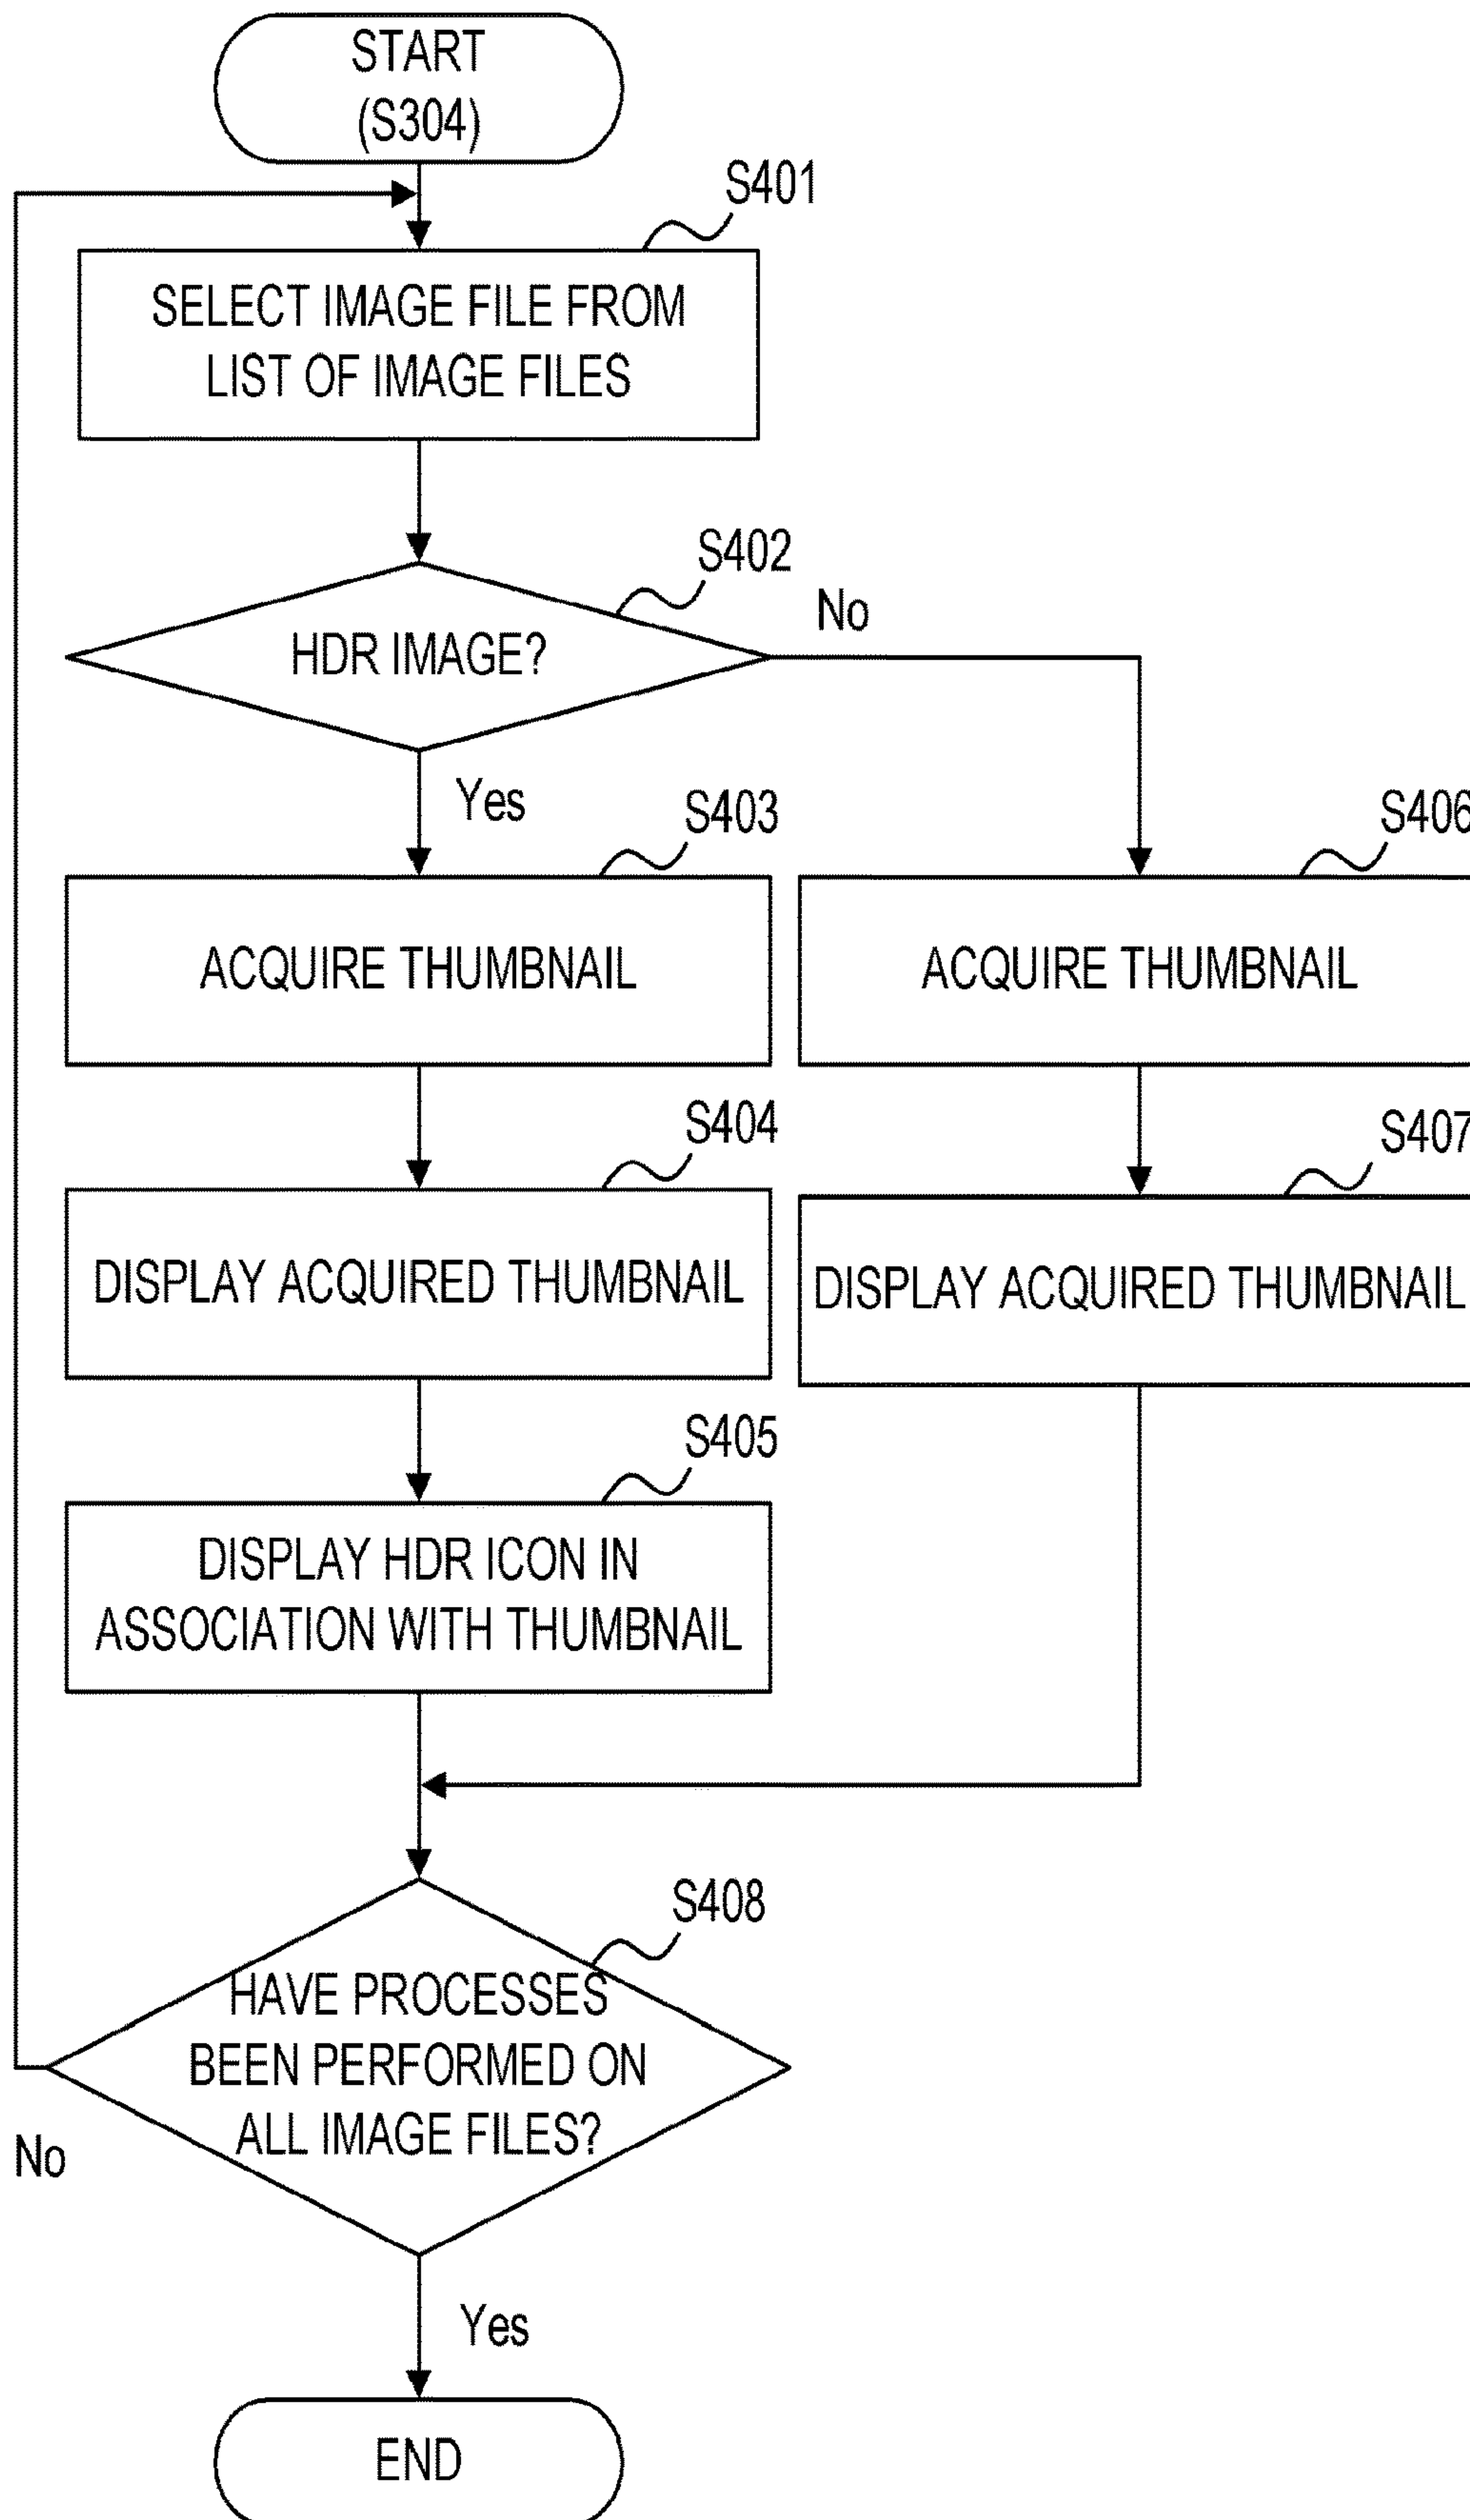 START
(S304)
S401
SELECT IMAGE FILE FROM
LIST OF IMAGE FILES
S402
HDR IMAGE?
No
Yes
S403
S406
ACQUIRE THUMBNAIL
ACQUIRE THUMBNAIL
S404
S407
DISPLAY ACQUIRED THUMBNAIL
DISPLAY ACQUIRED THUMBNAIL
S405
DISPLAY HDR ICON IN
ASSOCIATION WITH THUMBNAIL
S408
HAVE PROCESSES
BEEN PERFORMED ON
ALL IMAGE FILES?
No
Yes
END